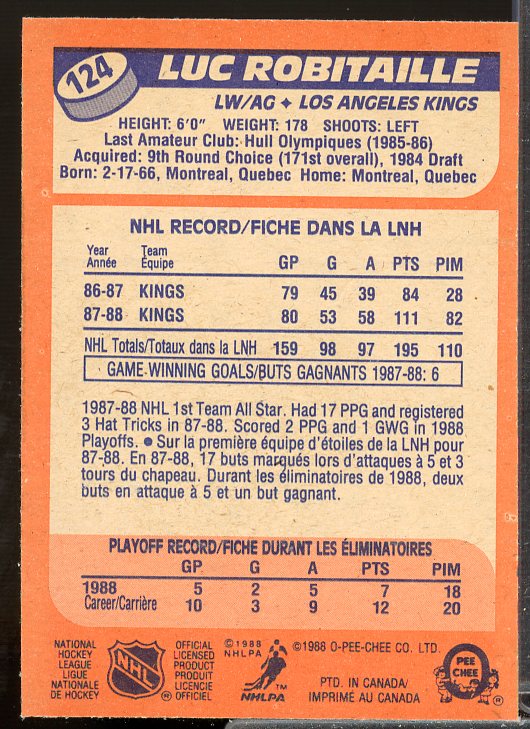 124
LUC ROBITAILLE
LW/AG ✦ LOS ANGELES KINGS
HEIGHT: 6'0" WEIGHT: 178 SHOOTS: LEFT
Last Amateur Club: Hull Olympiques (1985-86)
Acquired: 9th Round Choice (171st overall), 1984 Draft
Born: 2-17-66, Montreal, Quebec Home: Montreal, Quebec
NHL RECORD/FICHE DANS LA LNH
Year Team
Année Équipe GP G A PTS PIM
86-87 KINGS 79 45 39 84 28
87-88 KINGS 80 53 58 111 82
NHL Totals/Totaux dans la LNH 159 98 97 195 110
GAME-WINNING GOALS/BUTS GAGNANTS 1987-88: 6
1987-88 NHL 1st Team All Star. Had 17 PPG and registered
3 Hat Tricks in 87-88. Scored 2 PPG and 1 GWG in 1988
Playoffs. ● Sur la première équipe d'étoiles de la LNH pour
87-88. En 87-88, 17 buts marqués lors d'attaques à 5 et 3
tours du chapeau. Durant les éliminatoires de 1988, deux
buts en attaque à 5 et un but gagnant.
PLAYOFF RECORD/FICHE DURANT LES ÉLIMINATOIRES
GP G A PTS PIM
1988 5 2 5 7 18
Career/Carrière 10 3 9 12 20
NATIONAL
HOCKEY
LEAGUE
LIGUE
NATIONALE
DE HOCKEY
NHL
®
OFFICIAL
LICENSED
PRODUCT
PRODUIT
LICENCIE
OFFICIEL
©1988
NHLPA
TM
NHLPA
©1988 O-PEE-CHEE CO. LTD.
PTD. IN CANADA/
IMPRIMÉ AU CANADA
PEE
CHEE
®